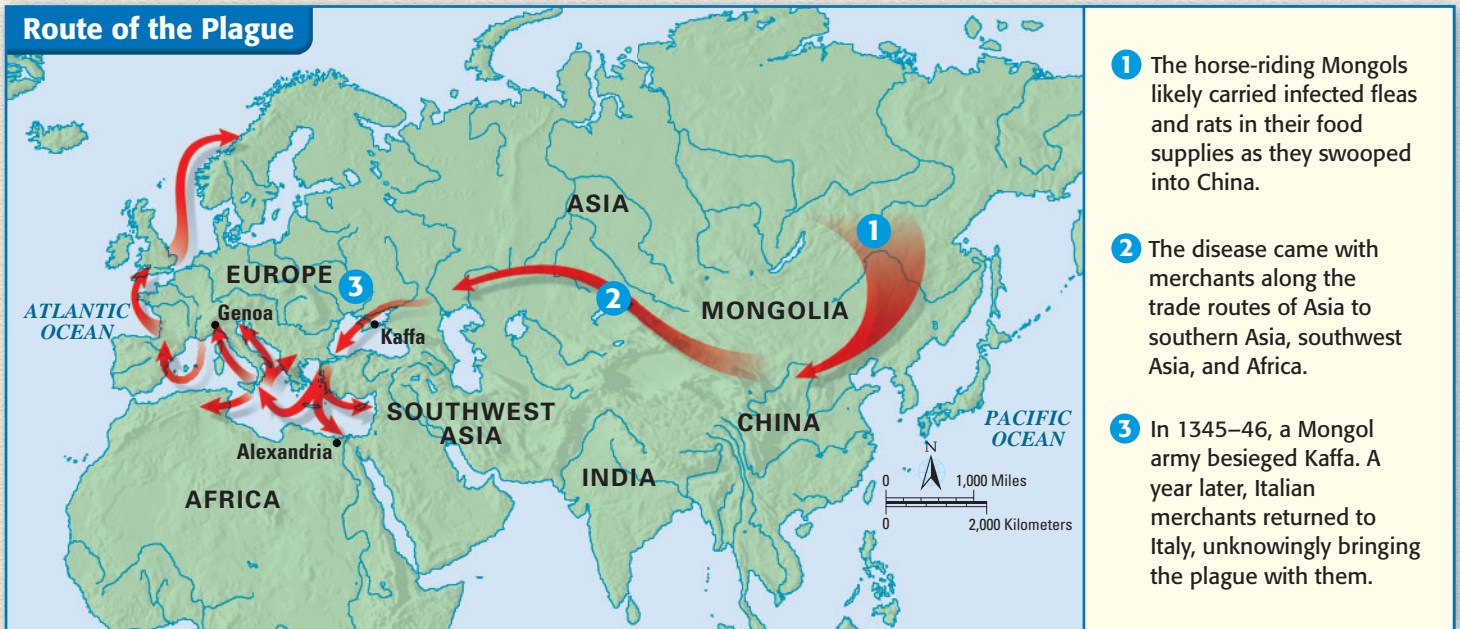 Route of the Plague
ASIA
1
EUROPE
3
2
MONGOLIA
ATLANTIC
OCEAN
Genoa
Kaffa
SOUTHWEST
ASIA
CHINA
PACIFIC
OCEAN
Alexandria
INDIA
N
AFRICA
0 1,000 Miles
0 2,000 Kilometers
1 The horse-riding Mongols
likely carried infected fleas
and rats in their food
supplies as they swooped
into China.
2 The disease came with
merchants along the
trade routes of Asia to
southern Asia, southwest
Asia, and Africa.
3 In 1345–46, a Mongol
army besieged Kaffa. A
year later, Italian
merchants returned to
Italy, unknowingly bringing
the plague with them.